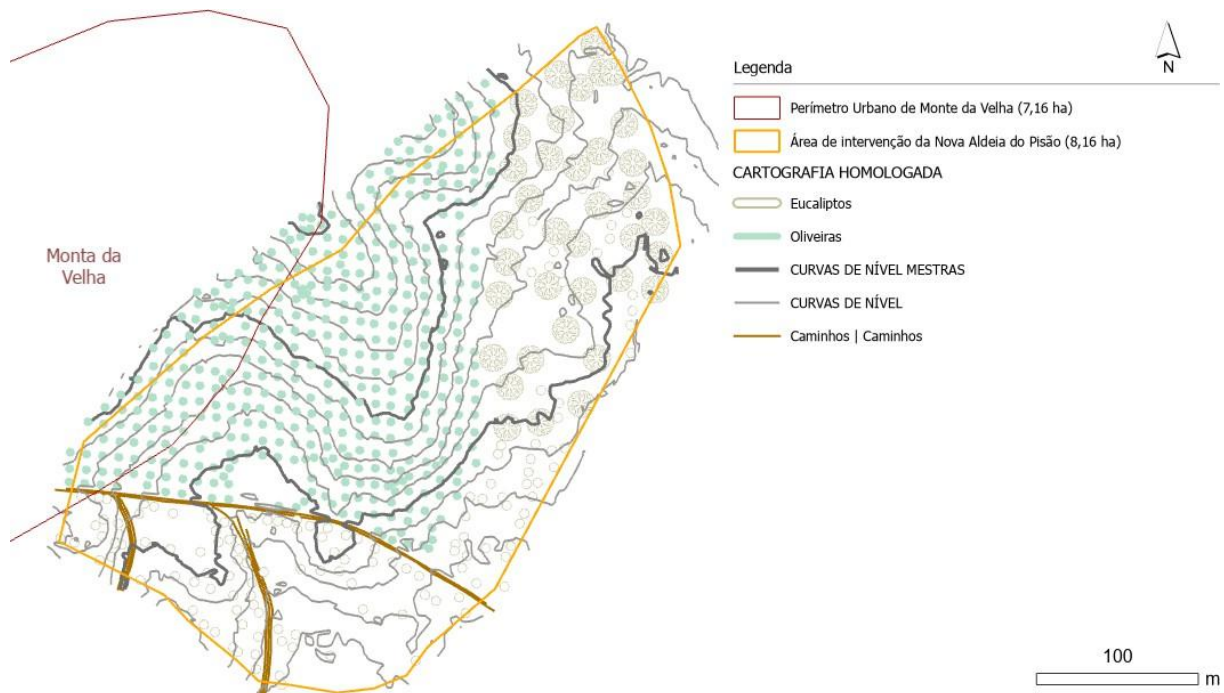 N
Legenda
Perímetro Urbano de Monte da Velha (7,16 ha)
Área de intervenção da Nova Aldeia do Pisão (8,16 ha)
CARTOGRAFIA HOMOLOGADA
Eucaliptos
Oliveiras
CURVAS DE NÍVEL MESTRAS
CURVAS DE NÍVEL
Caminhos | Caminhos
Monta da
Velha
100
m